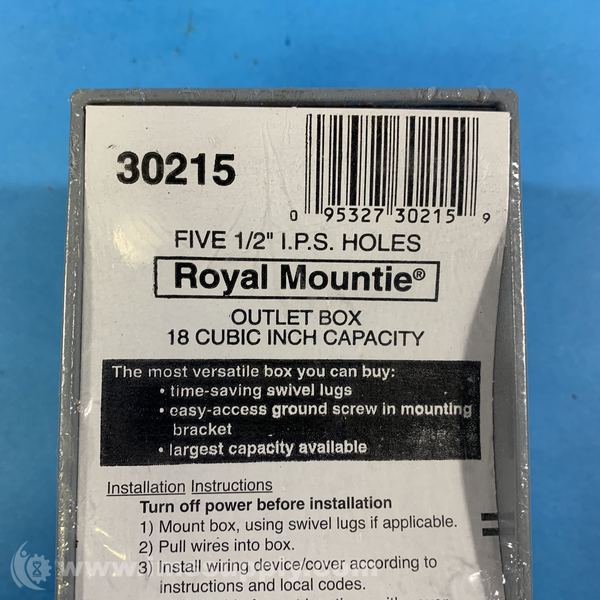 30215
0 95327 30215 9
FIVE 1/2" I.P.S. HOLES
Royal Mountie®
OUTLET BOX
18 CUBIC INCH CAPACITY
The most versatile box you can buy:
• time-saving swivel lugs
• easy-access ground screw in mounting
bracket
• largest capacity available
Installation Instructions
Turn off power before installation
1) Mount box, using swivel lugs if applicable.
2) Pull wires into box.
3) Install wiring device/cover according to
instructions and local codes.